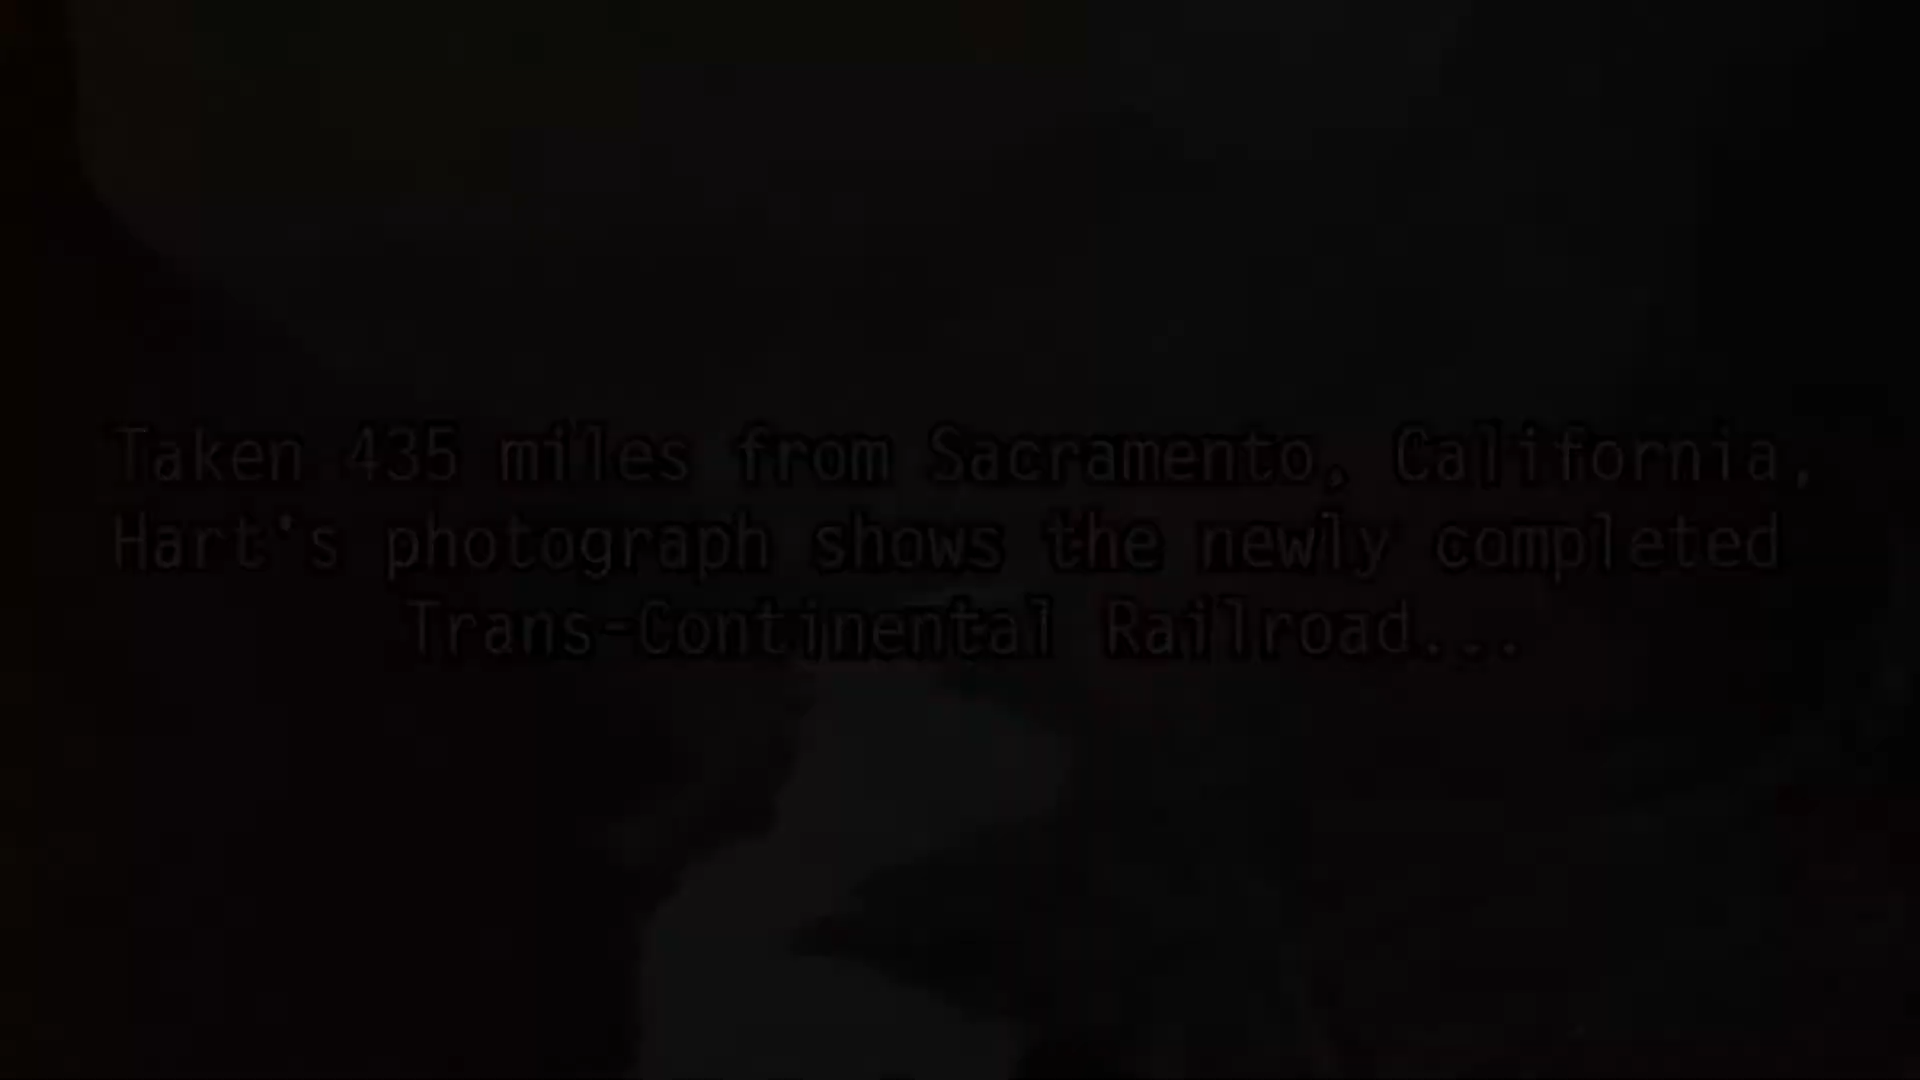 Taken 435 miles from Sacramento, California,
Hart's photograph shows the newly completed
Trans-Continental Railroad...